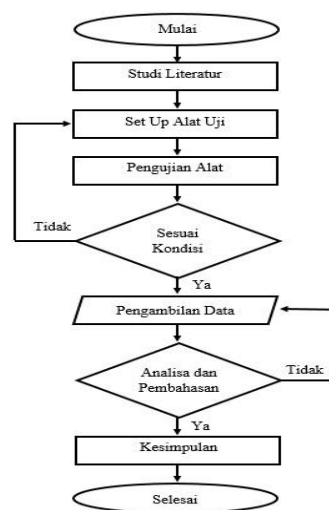 Mulai
Studi Literatur
Set Up Alat Uji
Pengujian Alat
Tidak
Sesuai
Kondisi
Ya
Pengambilan Data
Analisa dan
Pembahasan
Tidak
Ya
Kesimpulan
Selesai